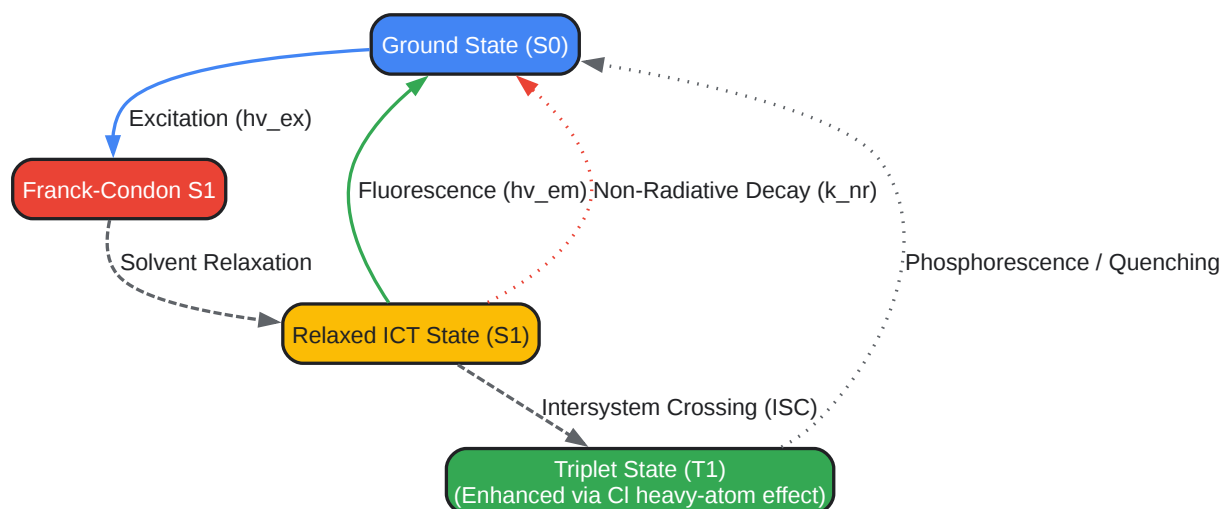 Ground State (S0)
Excitation (hv_ex)
Franck-Condon S1
Fluorescence (hv_em)
Non-Radiative Decay (k_nr)
Solvent Relaxation
Phosphorescence / Quenching
Relaxed ICT State (S1)
Intersystem Crossing (ISC)
Triplet State (T1)
(Enhanced via Cl heavy-atom effect)